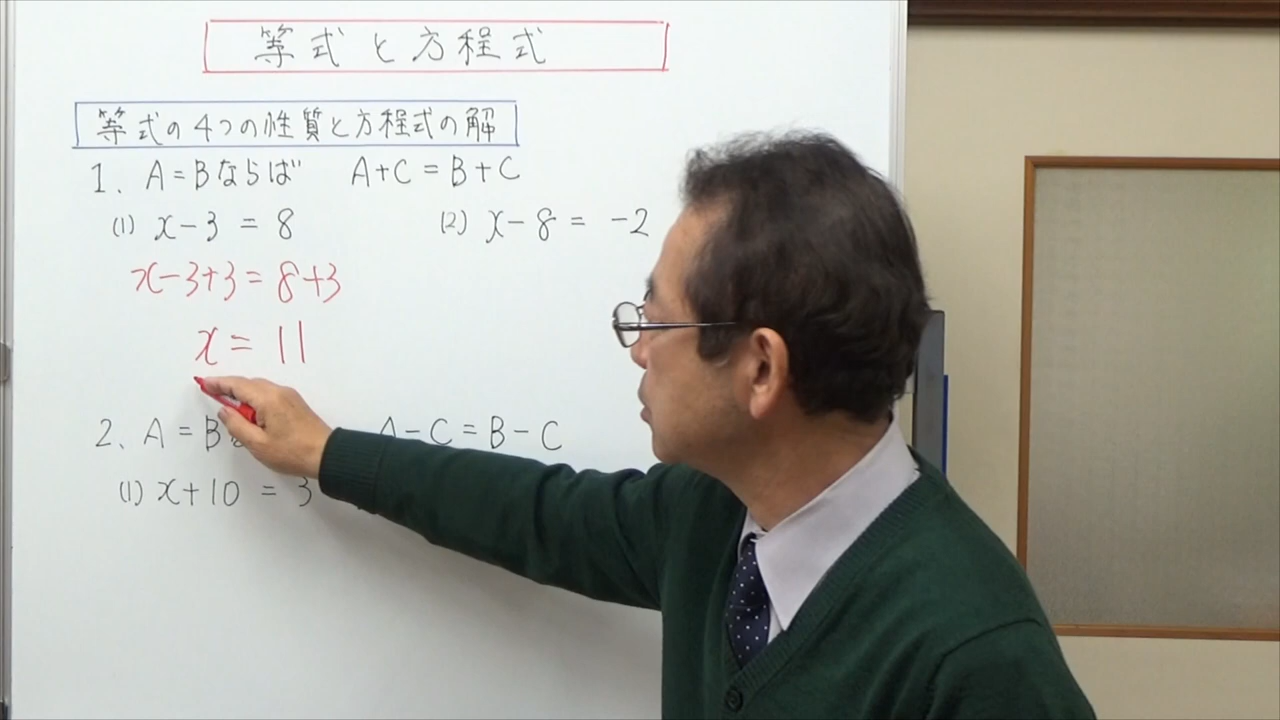 等式と方程式
等式の4つの性質と方程式の解
1、A=Bならば A+C=B+C
(1) x-3=8 (2) x-8=-2
x-3+3=8+3
x=11
2、A=B A-C=B-C
(1) x+10=3